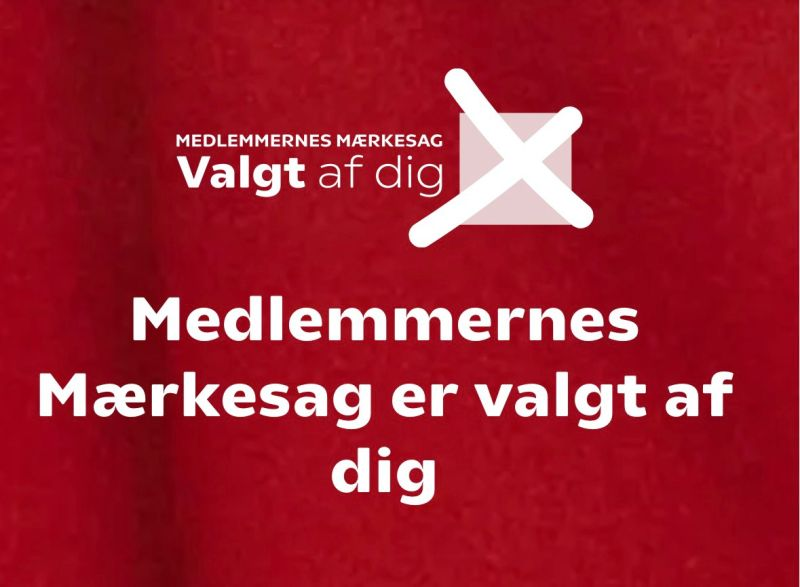 MEDLEMMERNES MÆRKESAG
Valgt af dig
Medlemmernes
Mærkesag er valgt af
dig